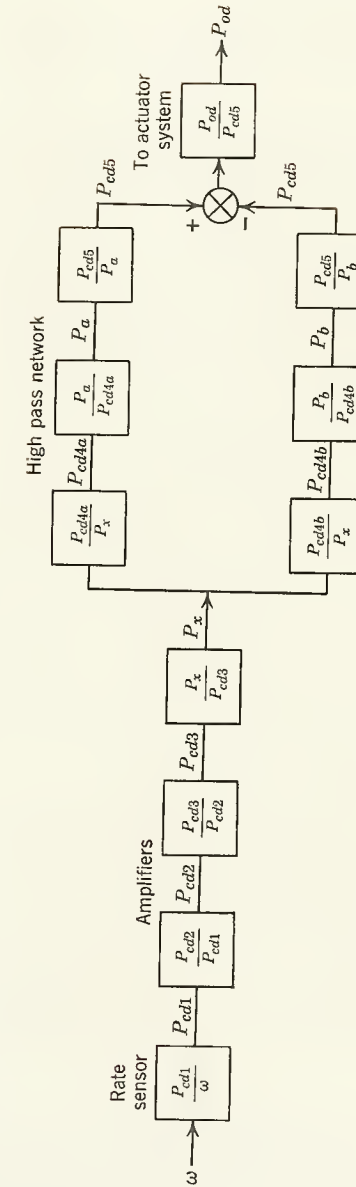 ω
Rate
sensor
P_cd1 / ω
P_cd1
Amplifiers
P_cd2 / P_cd1
P_cd2
P_cd3 / P_cd2
P_cd3
P_x / P_cd3
P_x
High pass network
P_cd4a / P_x
P_cd4a
P_a / P_cd4a
P_a
P_cd5 / P_a
P_cd5
P_cd4b / P_x
P_cd4b
P_b / P_cd4b
P_b
P_cd5 / P_b
P_cd5
+
−
To actuator
system
P_od / P_cd5
P_od